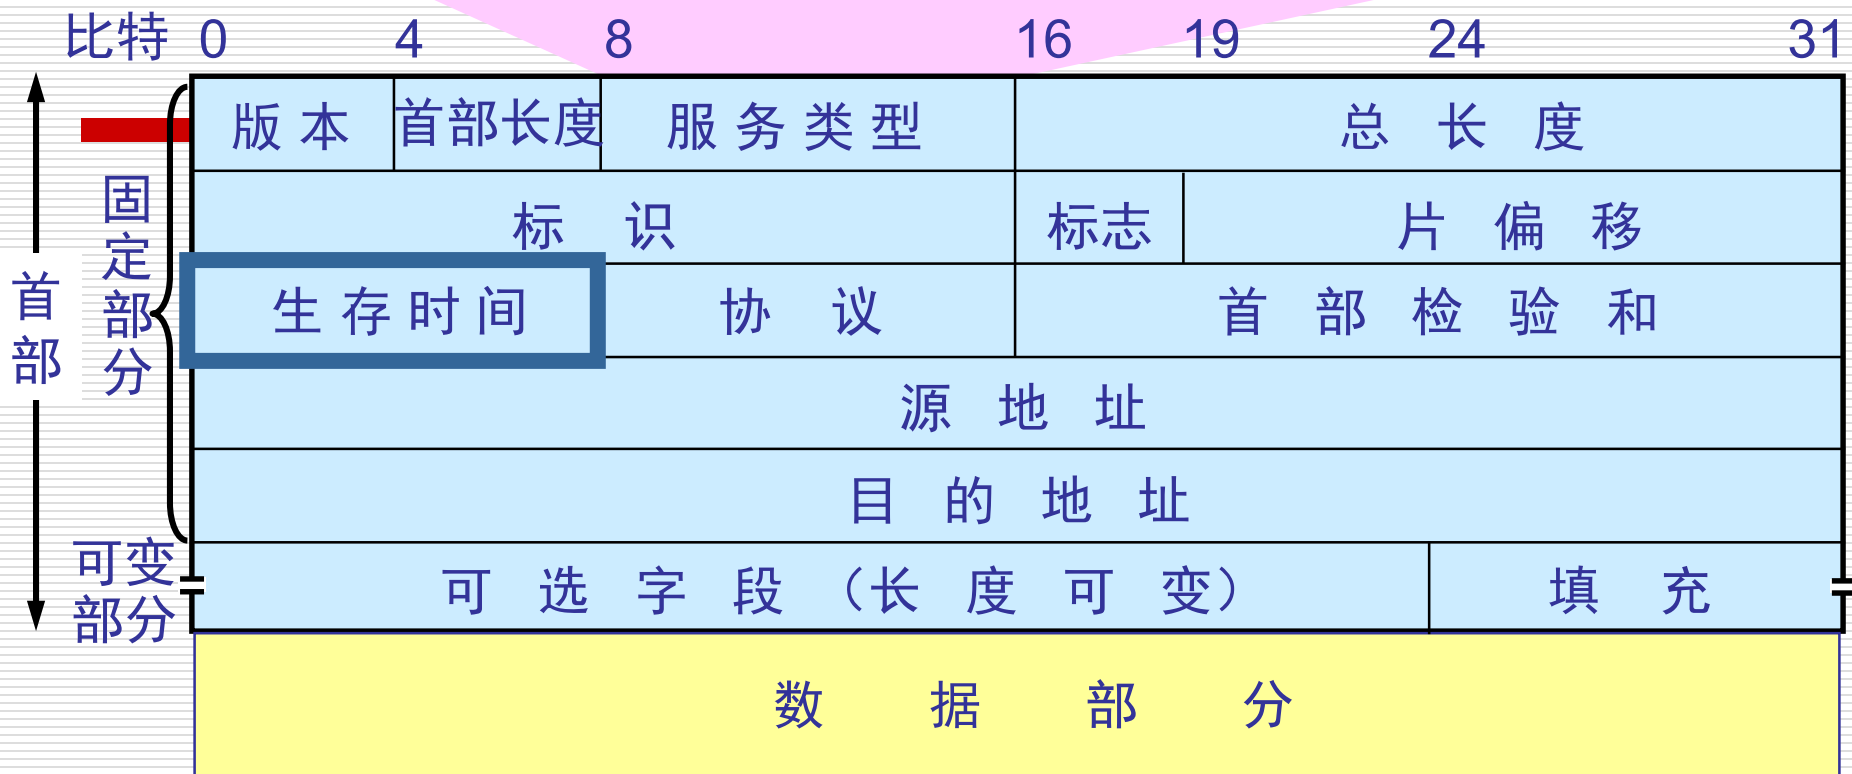 比特 0 4 8 16 19 24 31
版本 首部长度 服务类型 总长度
标识 标志 片偏移
生存时间 协议 首部检验和
源地址
目的地址
可选字段（长度可变） 填充
数据部分
首部
固定部分
可变
部分